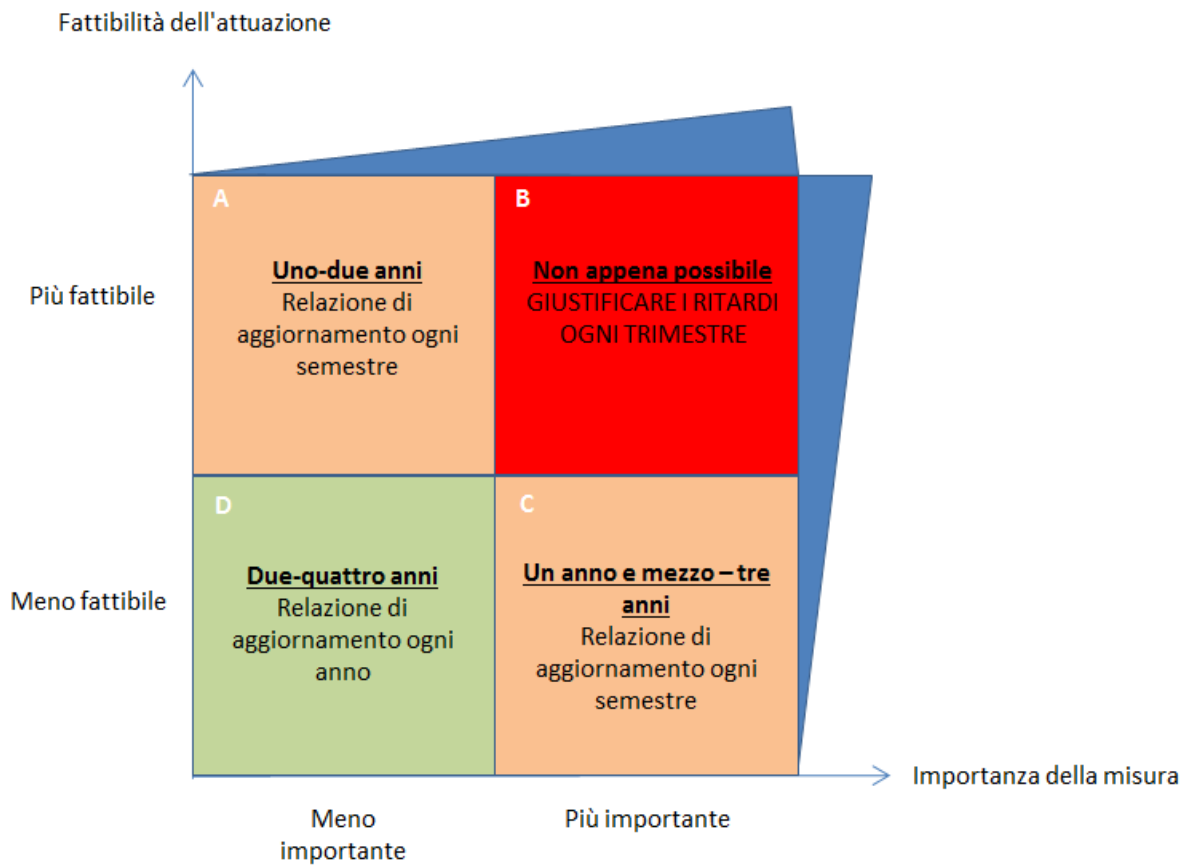 Fattibilità dell'attuazione
A
Uno-due anni
Relazione di
aggiornamento ogni
semestre
B
Non appena possibile
GIUSTIFICARE I RITARDI
OGNI TRIMESTRE
Più fattibile
D
Due-quattro anni
Relazione di
aggiornamento ogni
anno
C
Un anno e mezzo – tre
anni
Relazione di
aggiornamento ogni
semestre
Meno fattibile
Importanza della misura
Meno
importante
Più importante